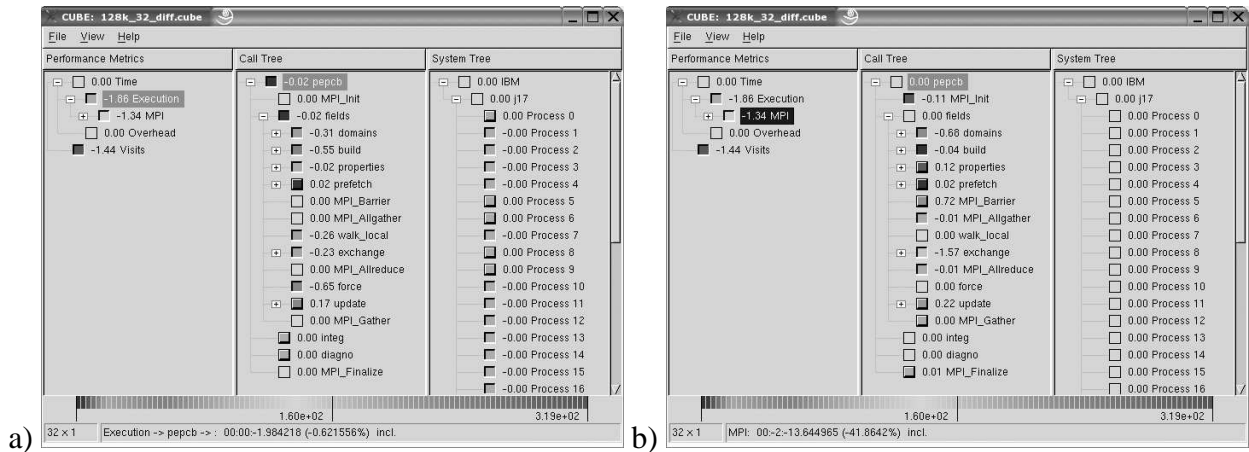 CUBE: 128k_32_diff.cube
File View Help
Performance Metrics
Call Tree
System Tree
0.00 Time
-1.86 Execution
-1.34 MPI
0.00 Overhead
-1.44 Visits
-0.02 pepcb
0.00 MPI_Init
-0.02 fields
-0.31 domains
-0.55 build
-0.02 properties
0.02 prefetch
0.00 MPI_Barrier
0.00 MPI_Allgather
-0.26 walk_local
-0.23 exchange
0.00 MPI_Allreduce
-0.65 force
0.17 update
0.00 MPI_Gather
0.00 integ
0.00 diagno
0.00 MPI_Finalize
0.00 IBM
0.00 j17
0.00 Process 0
-0.00 Process 1
-0.00 Process 2
-0.00 Process 3
-0.00 Process 4
0.00 Process 5
0.00 Process 6
-0.00 Process 7
0.00 Process 8
0.00 Process 9
-0.00 Process 10
-0.00 Process 11
-0.00 Process 12
-0.00 Process 13
-0.00 Process 14
-0.00 Process 15
-0.00 Process 16
1.60e+02
3.19e+02
32 x 1
Execution -> pepcb -> : 00:00:-1.984218 (-0.621556%) incl.
a)
CUBE: 128k_32_diff.cube
File View Help
Performance Metrics
Call Tree
System Tree
0.00 Time
-1.86 Execution
-1.34 MPI
0.00 Overhead
-1.44 Visits
0.00 pepcb
-0.11 MPI_Init
0.00 fields
-0.68 domains
-0.04 build
0.12 properties
0.02 prefetch
0.72 MPI_Barrier
-0.01 MPI_Allgather
0.00 walk_local
-1.57 exchange
-0.01 MPI_Allreduce
0.00 force
0.22 update
0.00 MPI_Gather
0.00 integ
0.00 diagno
0.01 MPI_Finalize
0.00 IBM
0.00 j17
0.00 Process 0
0.00 Process 1
0.00 Process 2
0.00 Process 3
0.00 Process 4
0.00 Process 5
0.00 Process 6
0.00 Process 7
0.00 Process 8
0.00 Process 9
0.00 Process 10
0.00 Process 11
0.00 Process 12
0.00 Process 13
0.00 Process 14
0.00 Process 15
0.00 Process 16
1.60e+02
3.19e+02
32 x 1
MPI: 00:-2:-13.644965 (-41.8642%) incl.
b)